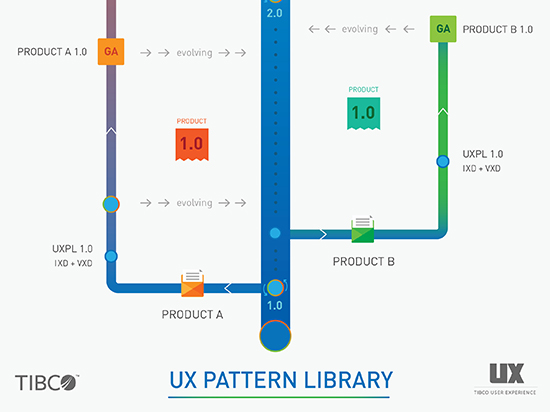 2.0
PRODUCT A 1.0
GA
evolving
evolving
GA
PRODUCT B 1.0
PRODUCT
1.0
PRODUCT
1.0
UXPL 1.0
IXD + VXD
evolving
UXPL 1.0
IXD + VXD
PRODUCT B
1.0
PRODUCT A
TIBCO™
UX PATTERN LIBRARY
UX
TIBCO USER EXPERIENCE